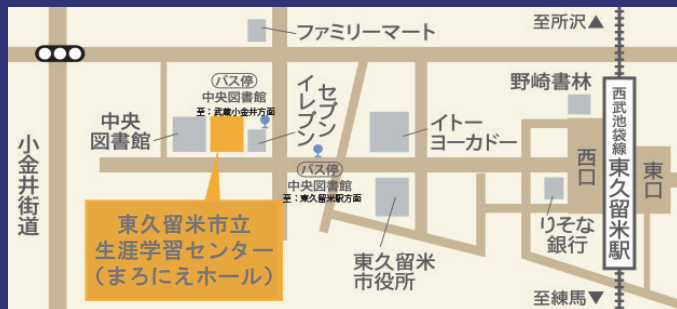 ファミリーマート
至所沢▲
バス停
中央図書館
至：武蔵小金井方面
中央
図書館
セブン
イレブン
イトー
ヨーカドー
野崎書林
西武池袋線
東久留米駅
西口
東口
小金井街道
バス停
中央図書館
至：東久留米駅方面
東久留米市立
生涯学習センター
（まろにえホール）
東久留米
市役所
りそな
銀行
至練馬▼